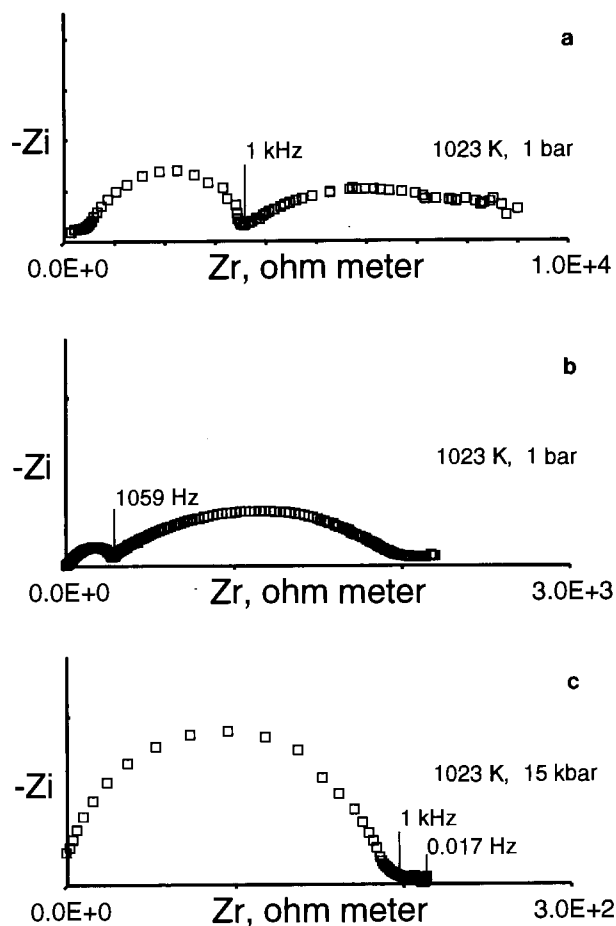 a
-Zi
1 kHz
1023 K, 1 bar
0.0E+0
Zr, ohm meter
1.0E+4
b
-Zi
1023 K, 1 bar
1059 Hz
0.0E+0
Zr, ohm meter
3.0E+3
c
-Zi
1023 K, 15 kbar
1 kHz
0.017 Hz
0.0E+0
Zr, ohm meter
3.0E+2